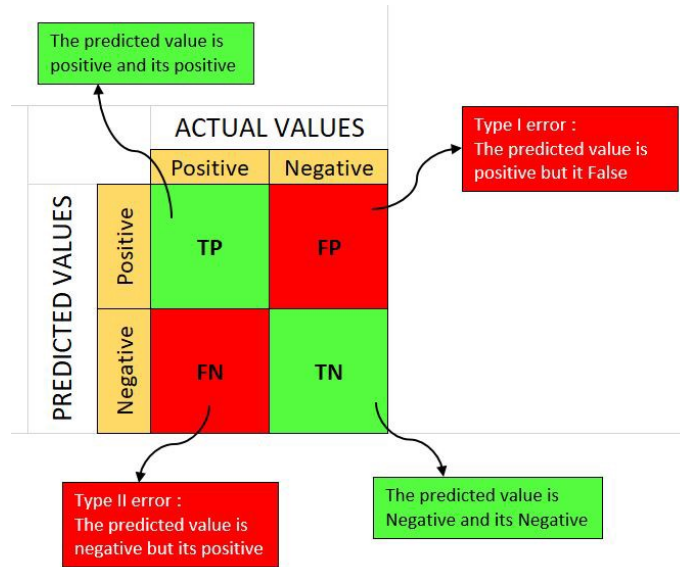 The predicted value is
positive and its positive
ACTUAL VALUES
Type I error :
The predicted value is
positive but it False
Positive
Negative
PREDICTED VALUES
Positive
TP
FP
Negative
FN
TN
Type II error :
The predicted value is
negative but its positive
The predicted value is
Negative and its Negative